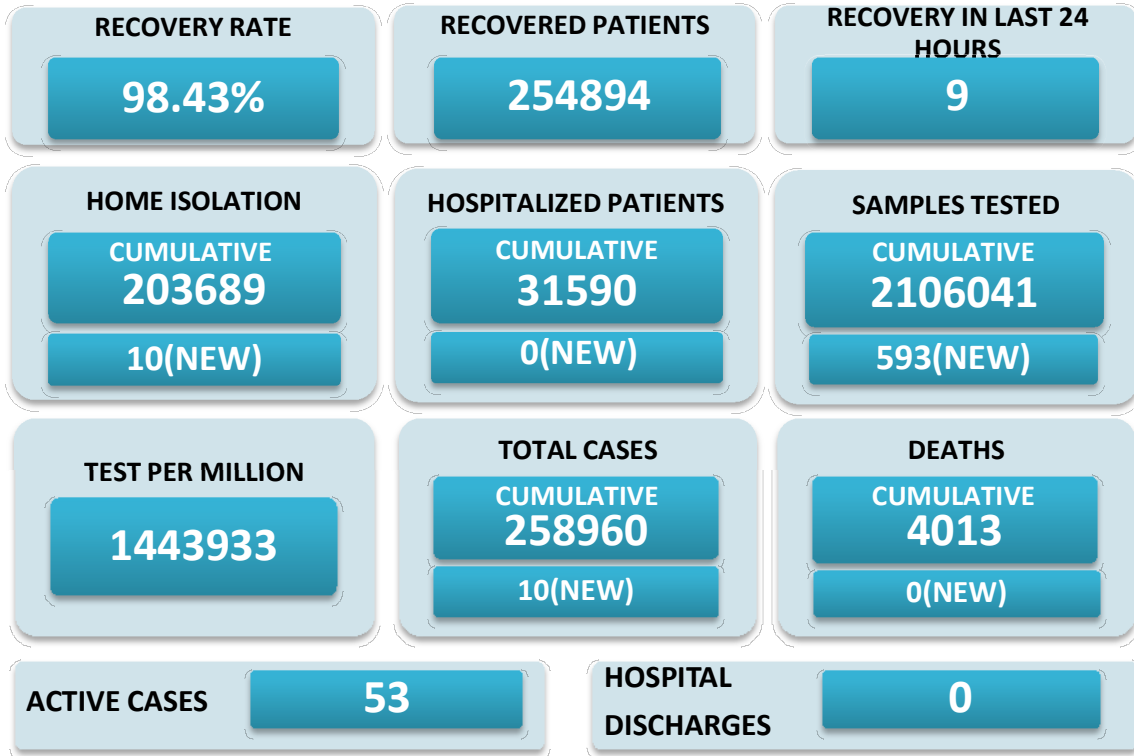 RECOVERY RATE
98.43%
RECOVERED PATIENTS
254894
RECOVERY IN LAST 24
HOURS
9
HOME ISOLATION
CUMULATIVE
203689
10(NEW)
HOSPITALIZED PATIENTS
CUMULATIVE
31590
0(NEW)
SAMPLES TESTED
CUMULATIVE
2106041
593(NEW)
TEST PER MILLION
1443933
TOTAL CASES
CUMULATIVE
258960
10(NEW)
DEATHS
CUMULATIVE
4013
0(NEW)
ACTIVE CASES
53
HOSPITAL
DISCHARGES
0